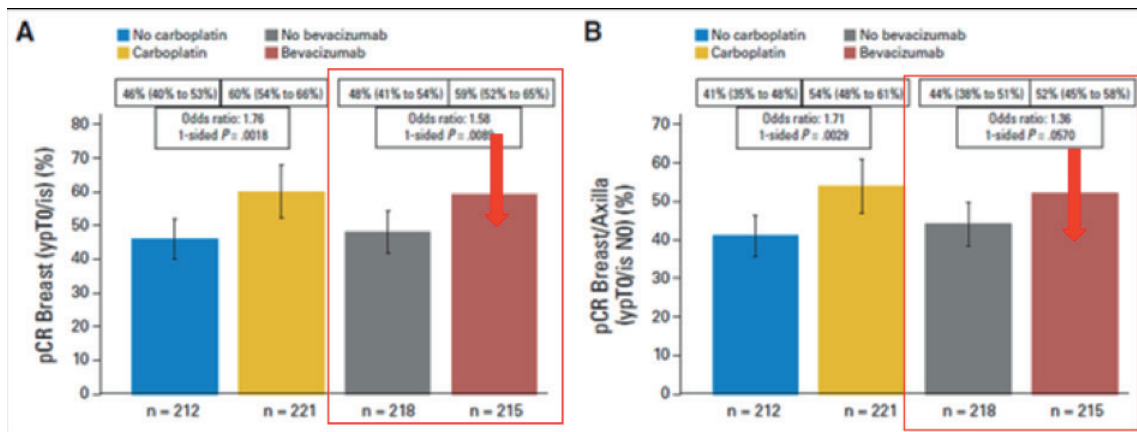 A
No carboplatin
No bevacizumab
Carboplatin
Bevacizumab
46% (40% to 53%) 60% (54% to 66%) 48% (41% to 54%) 59% (52% to 65%)
Odds ratio: 1.76
1-sided P = .0018
Odds ratio: 1.58
1-sided P = .0089
pCR Breast (ypT0/is) (%)
80
70
60
50
40
30
20
10
0
n = 212 n = 221 n = 218 n = 215
B
No carboplatin
No bevacizumab
Carboplatin
Bevacizumab
41% (35% to 48%) 54% (48% to 61%) 44% (38% to 51%) 52% (45% to 58%)
Odds ratio: 1.71
1-sided P = .0029
Odds ratio: 1.36
1-sided P = .0570
pCR Breast/Axilla
(ypT0/is N0) (%)
70
60
50
40
30
20
10
0
n = 212 n = 221 n = 218 n = 215